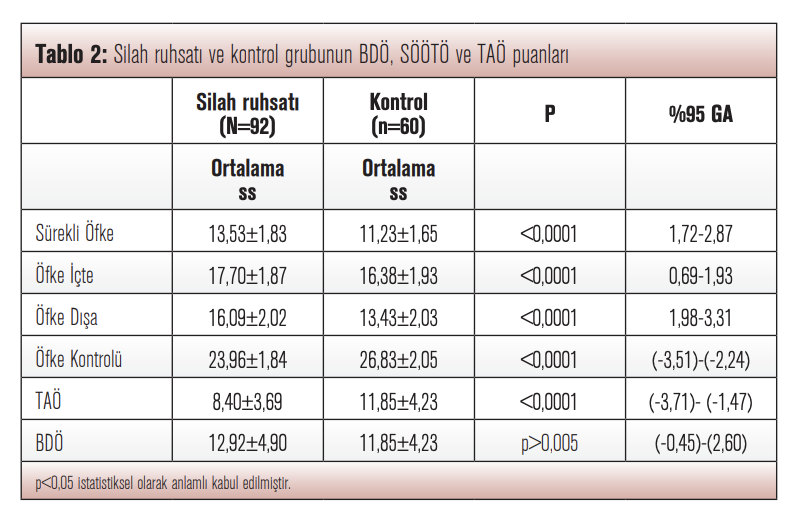 Tablo 2: Silah ruhsatı ve kontrol grubunun BDÖ, SÖÖTÖ ve TAÖ puanları
Silah ruhsatı (N=92) Kontrol (n=60) P %95 GA
Ortalama ss Ortalama ss
Sürekli Öfke 13,53±1,83 11,23±1,65 <0,0001 1,72-2,87
Öfke İçte 17,70±1,87 16,38±1,93 <0,0001 0,69-1,93
Öfke Dışa 16,09±2,02 13,43±2,03 <0,0001 1,98-3,31
Öfke Kontrolü 23,96±1,84 26,83±2,05 <0,0001 (-3,51)-(-2,24)
TAÖ 8,40±3,69 11,85±4,23 <0,0001 (-3,71)- (-1,47)
BDÖ 12,92±4,90 11,85±4,23 p>0,005 (-0,45)-(2,60)
p<0,05 istatistiksel olarak anlamlı kabul edilmiştir.